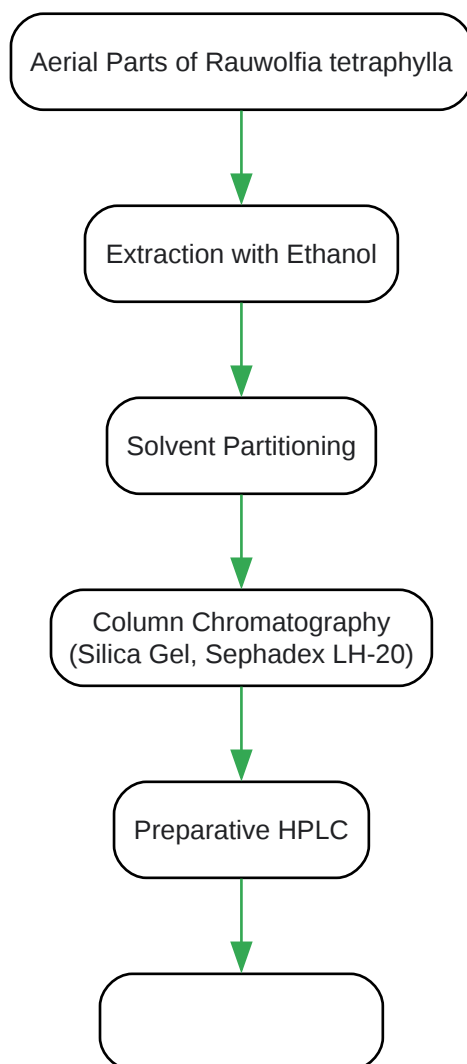 Aerial Parts of Rauwolfia tetraphylla
Extraction with Ethanol
Solvent Partitioning
Column Chromatography
(Silica Gel, Sephadex LH-20)
Preparative HPLC